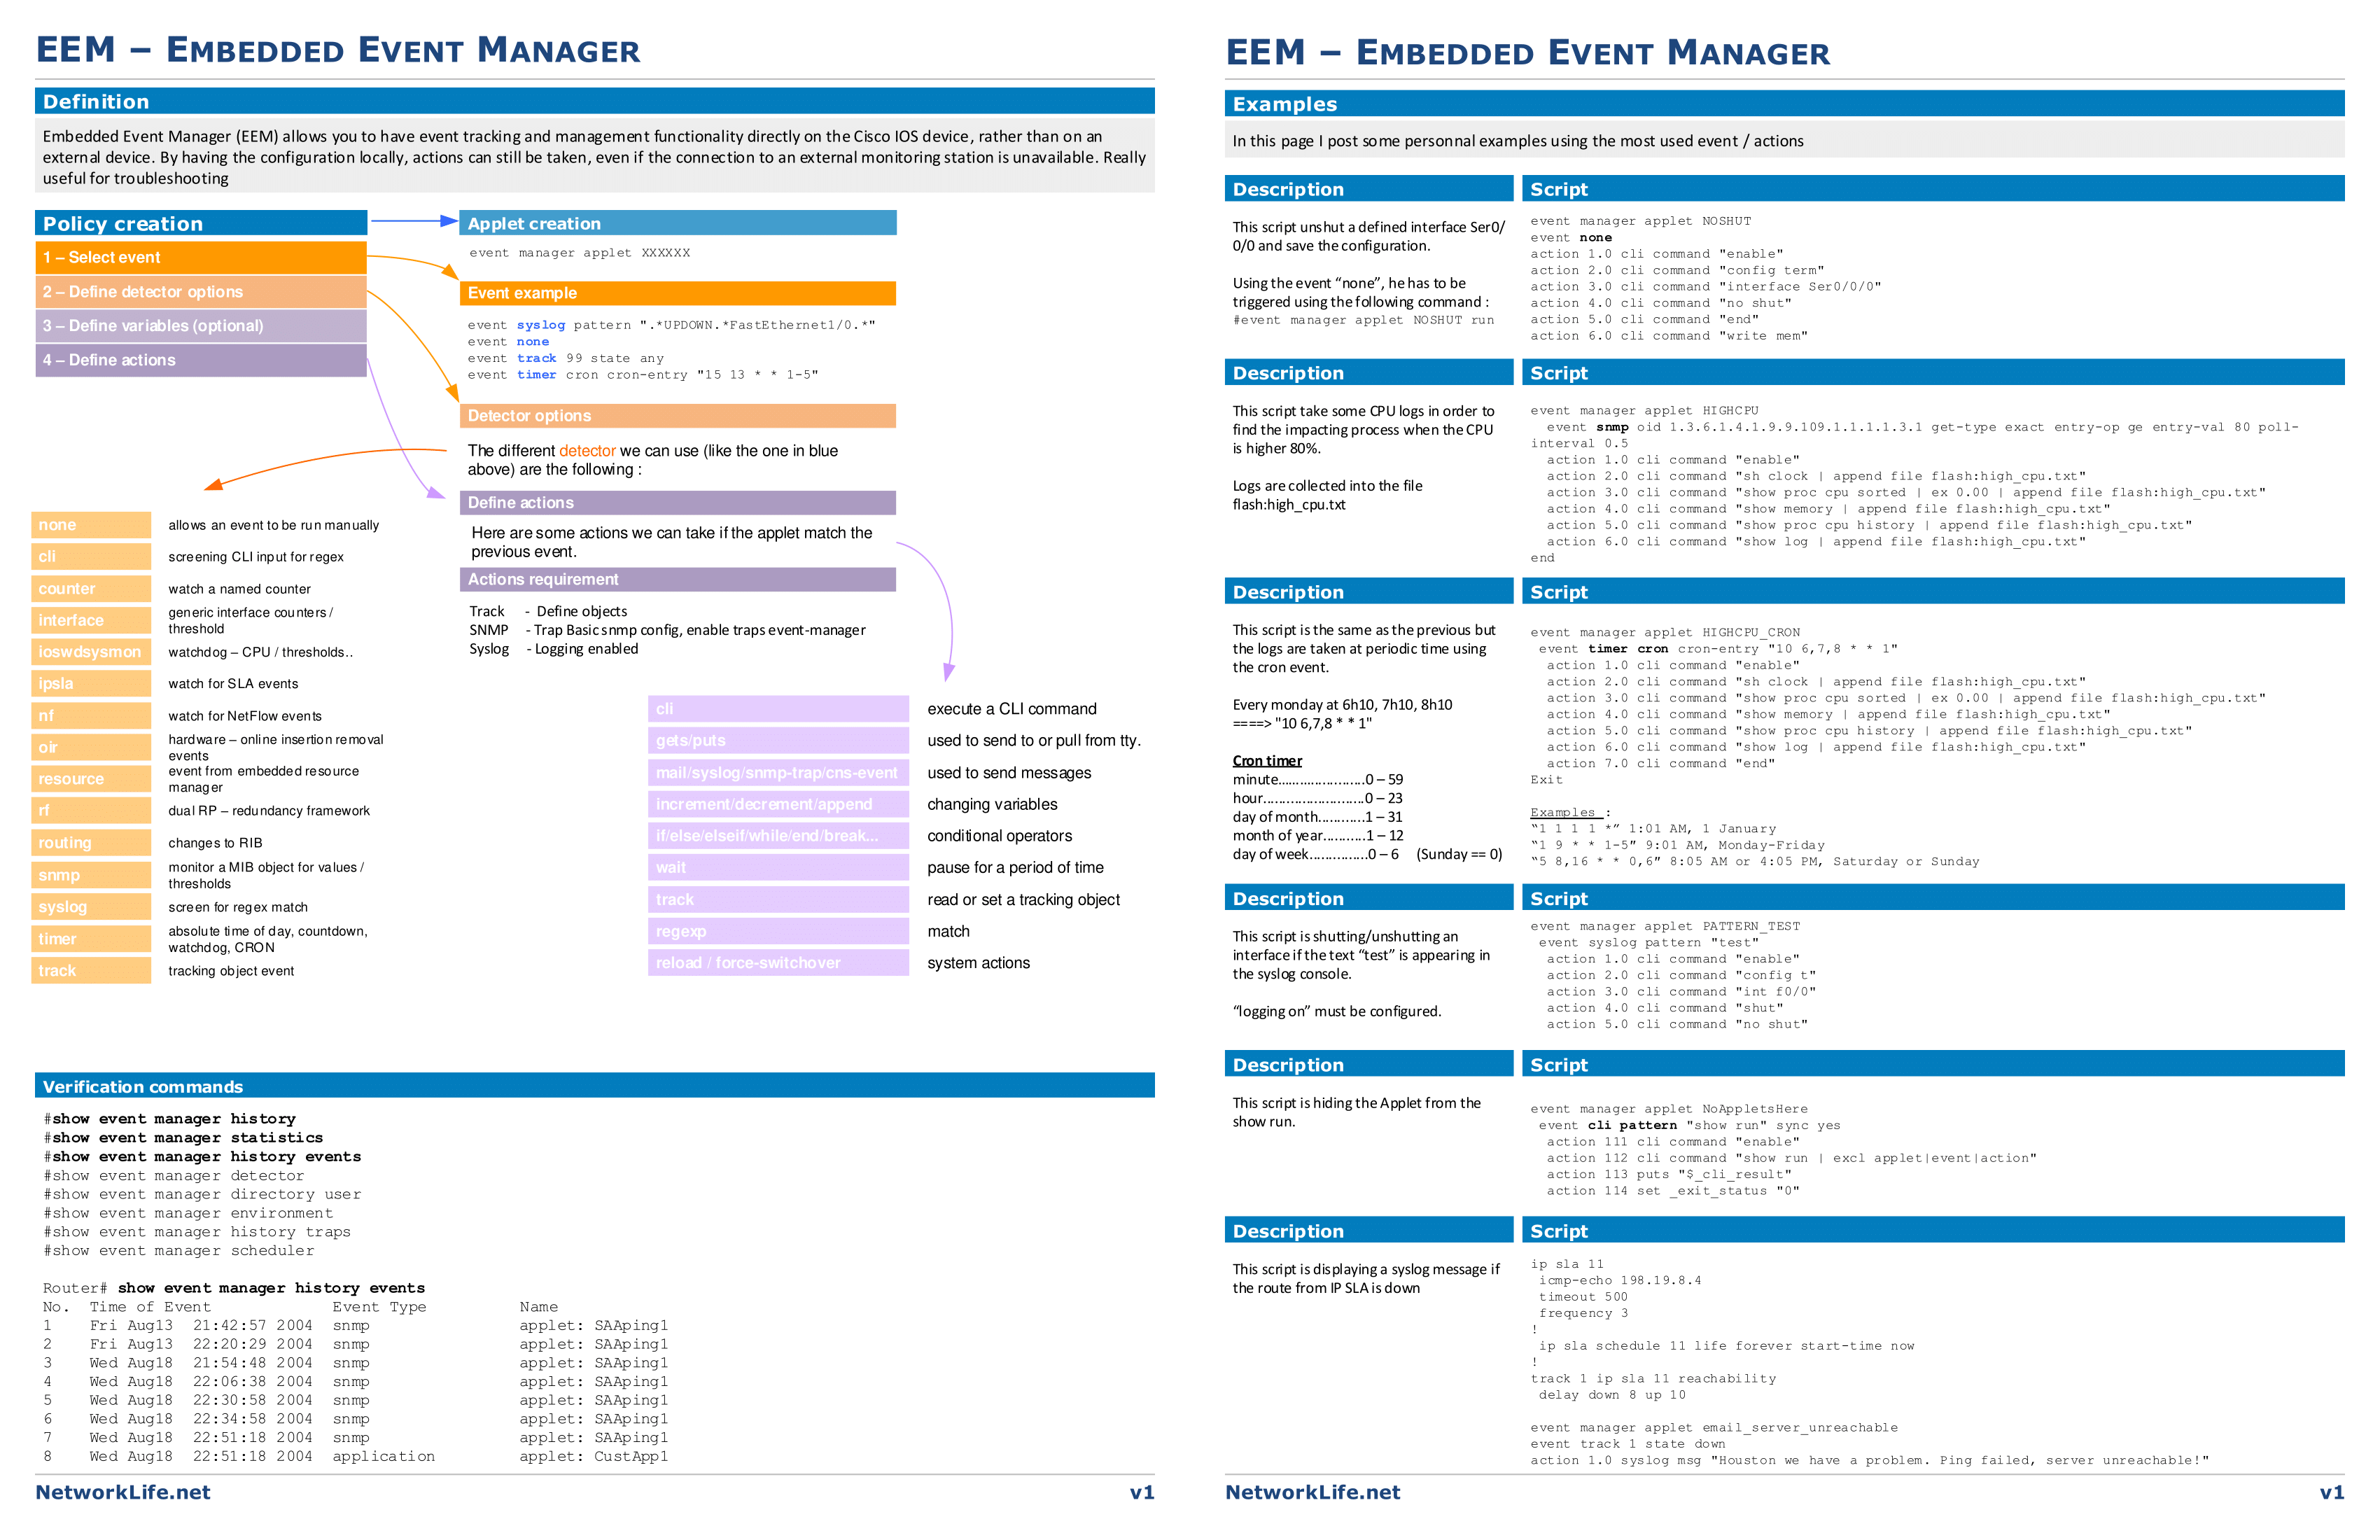 EEM – EMBEDDED EVENT MANAGER
Definition
Embedded Event Manager (EEM) allows you to have event tracking and management functionality directly on the Cisco IOS device, rather than on an
external device. By having the configuration locally, actions can still be taken, even if the connection to an external monitoring station is unavailable. Really
useful for troubleshooting
Policy creation
1 – Select event
2 – Define detector options
3 – Define variables (optional)
4 – Define actions
Applet creation
event manager applet XXXXXX
Event example
event syslog pattern ".*UPDOWN.*FastEthernet1/0.*"
event none
event track 99 state any
event timer cron cron-entry "15 13 * * 1-5"
Detector options
The different detector we can use (like the one in blue
above) are the following :
Define actions
Here are some actions we can take if the applet match the
previous event.
Actions requirement
Track - Define objects
SNMP - Trap Basic snmp config, enable traps event-manager
Syslog - Logging enabled
none allows an event to be run manually
cli screening CLI input for regex
counter watch a named counter
interface generic interface counters /
threshold
ioswdsysmon watchdog – CPU / thresholds..
ipsla watch for SLA events
nf watch for NetFlow events
oir hardware – online insertion removal
events
resource event from embedded resource
manager
rf dual RP – redundancy framework
routing changes to RIB
snmp monitor a MIB object for values /
thresholds
syslog screen for regex match
timer absolute time of day, countdown,
watchdog, CRON
track tracking object event
cli execute a CLI command
gets/puts used to send to or pull from tty.
mail/syslog/snmp-trap/cns-event used to send messages
increment/decrement/append changing variables
if/else/elseif/while/end/break... conditional operators
wait pause for a period of time
track read or set a tracking object
regexp match
reload / force-switchover system actions
Verification commands
#show event manager history
#show event manager statistics
#show event manager history events
#show event manager detector
#show event manager directory user
#show event manager environment
#show event manager history traps
#show event manager scheduler
Router# show event manager history events
No. Time of Event Event Type Name
1 Fri Aug13 21:42:57 2004 snmp applet: SAAping1
2 Fri Aug13 22:20:29 2004 snmp applet: SAAping1
3 Wed Aug18 21:54:48 2004 snmp applet: SAAping1
4 Wed Aug18 22:06:38 2004 snmp applet: SAAping1
5 Wed Aug18 22:30:58 2004 snmp applet: SAAping1
6 Wed Aug18 22:34:58 2004 snmp applet: SAAping1
7 Wed Aug18 22:51:18 2004 snmp applet: SAAping1
8 Wed Aug18 22:51:18 2004 application applet: CustApp1
NetworkLife.net v1
EEM – EMBEDDED EVENT MANAGER
Examples
In this page I post some personnal examples using the most used event / actions
Description
This script unshut a defined interface Ser0/
0/0 and save the configuration.
Using the event “none”, he has to be
triggered using the following command :
#event manager applet NOSHUT run
Script
event manager applet NOSHUT
event none
action 1.0 cli command "enable"
action 2.0 cli command "config term"
action 3.0 cli command "interface Ser0/0/0"
action 4.0 cli command "no shut"
action 5.0 cli command "end"
action 6.0 cli command "write mem"
Description
This script take some CPU logs in order to
find the impacting process when the CPU
is higher 80%.
Logs are collected into the file
flash:high_cpu.txt
Script
event manager applet HIGHCPU
event snmp oid 1.3.6.1.4.1.9.9.109.1.1.1.1.3.1 get-type exact entry-op ge entry-val 80 poll-
interval 0.5
action 1.0 cli command "enable"
action 2.0 cli command "sh clock | append file flash:high_cpu.txt"
action 3.0 cli command "show proc cpu sorted | ex 0.00 | append file flash:high_cpu.txt"
action 4.0 cli command "show memory | append file flash:high_cpu.txt"
action 5.0 cli command "show proc cpu history | append file flash:high_cpu.txt"
action 6.0 cli command "show log | append file flash:high_cpu.txt"
end
Description
This script is the same as the previous but
the logs are taken at periodic time using
the cron event.
Every monday at 6h10, 7h10, 8h10
====> "10 6,7,8 * * 1"
Cron timer
minute......................0 – 59
hour..........................0 – 23
day of month............1 – 31
month of year...........1 – 12
day of week...............0 – 6 (Sunday == 0)
Script
event manager applet HIGHCPU_CRON
event timer cron cron-entry "10 6,7,8 * * 1"
action 1.0 cli command "enable"
action 2.0 cli command "sh clock | append file flash:high_cpu.txt"
action 3.0 cli command "show proc cpu sorted | ex 0.00 | append file flash:high_cpu.txt"
action 4.0 cli command "show memory | append file flash:high_cpu.txt"
action 5.0 cli command "show proc cpu history | append file flash:high_cpu.txt"
action 6.0 cli command "show log | append file flash:high_cpu.txt"
action 7.0 cli command "end"
Exit
Examples :
“1 1 1 1 *” 1:01 AM, 1 January
“1 9 * * 1-5” 9:01 AM, Monday-Friday
“5 8,16 * * 0,6” 8:05 AM or 4:05 PM, Saturday or Sunday
Description
This script is shutting/unshutting an
interface if the text “test” is appearing in
the syslog console.
“logging on” must be configured.
Script
event manager applet PATTERN_TEST
event syslog pattern "test"
action 1.0 cli command "enable"
action 2.0 cli command "config t"
action 3.0 cli command "int f0/0"
action 4.0 cli command "shut"
action 5.0 cli command "no shut"
Description
This script is hiding the Applet from the
show run.
Script
event manager applet NoAppletsHere
event cli pattern "show run" sync yes
action 111 cli command "enable"
action 112 cli command "show run | excl applet|event|action"
action 113 puts "$_cli_result"
action 114 set _exit_status "0"
Description
This script is displaying a syslog message if
the route from IP SLA is down
Script
ip sla 11
icmp-echo 198.19.8.4
timeout 500
frequency 3
!
ip sla schedule 11 life forever start-time now
!
track 1 ip sla 11 reachability
delay down 8 up 10
event manager applet email_server_unreachable
event track 1 state down
action 1.0 syslog msg "Houston we have a problem. Ping failed, server unreachable!"
NetworkLife.net v1